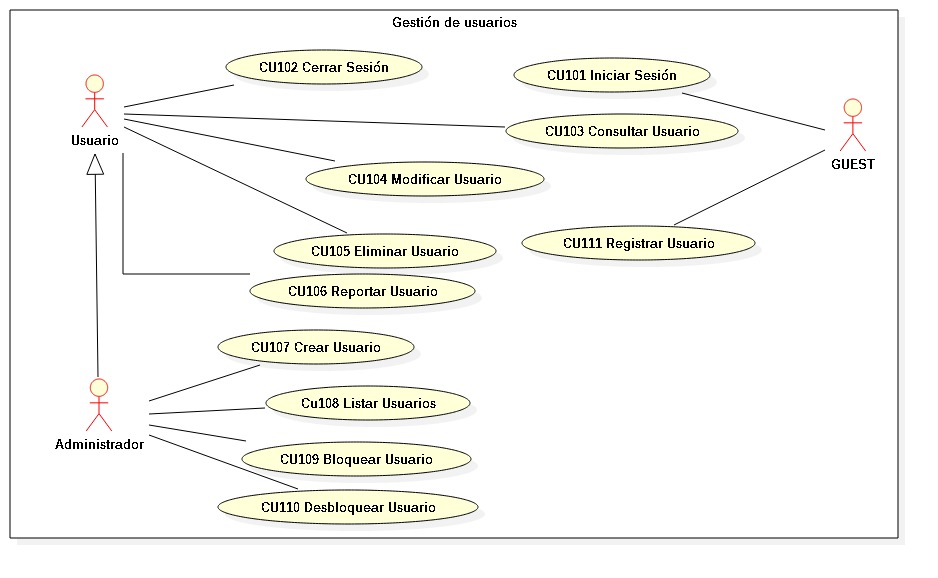 Gestión de usuarios
CU102 Cerrar Sesión
CU101 Iniciar Sesión
CU103 Consultar Usuario
Usuario
GUEST
CU104 Modificar Usuario
CU111 Registrar Usuario
CU105 Eliminar Usuario
CU106 Reportar Usuario
CU107 Crear Usuario
Cu108 Listar Usuarios
Administrador
CU109 Bloquear Usuario
CU110 Desbloquear Usuario